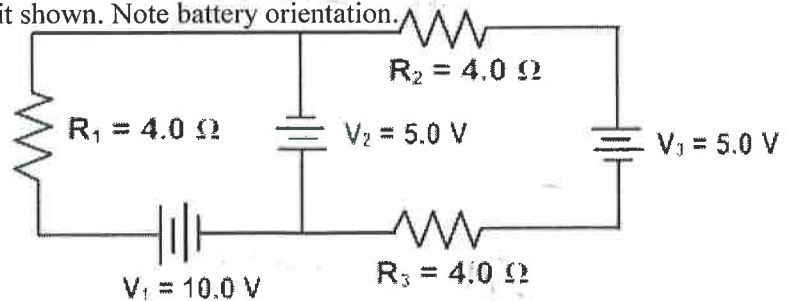 it shown. Note battery orientation.
R₂ = 4.0 Ω
R₁ = 4.0 Ω
V₂ = 5.0 V
V₃ = 5.0 V
V₁ = 10.0 V
R₃ = 4.0 Ω